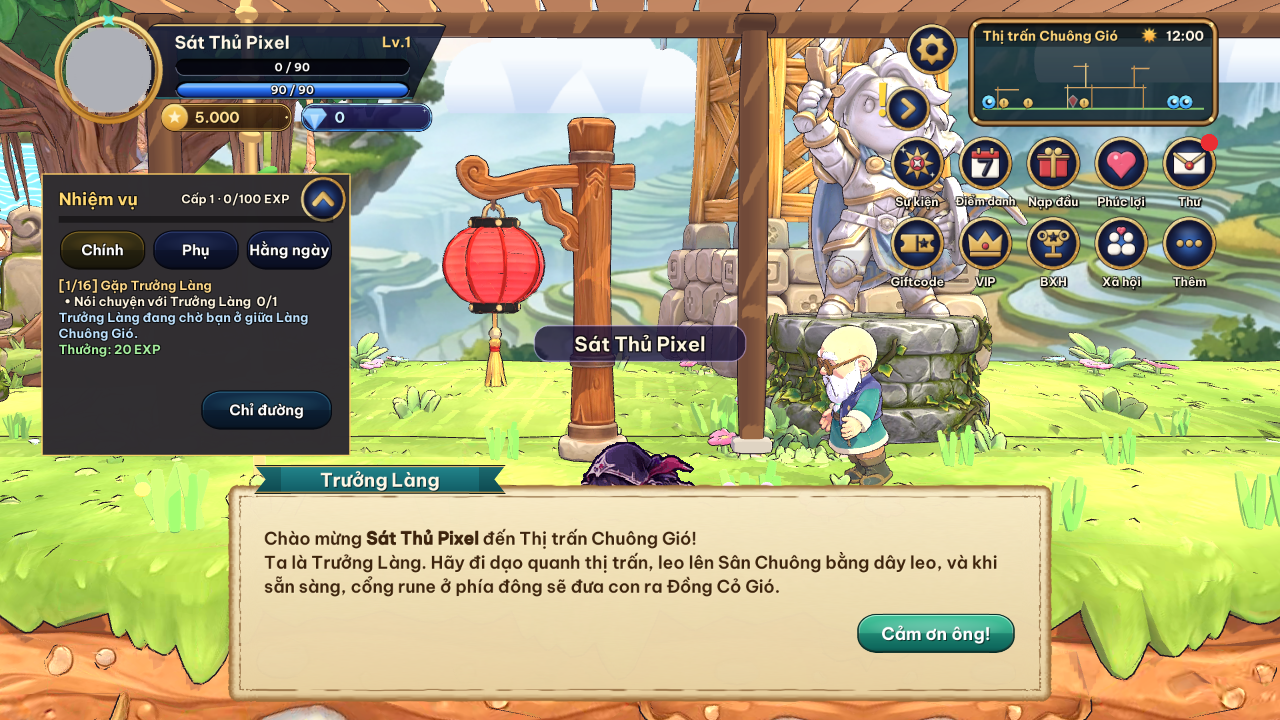 Sát Thủ Pixel
Lv.1
0 / 90
90 / 90
5.000
0
Thị trấn Chuông Gió
12:00
7
Sự kiện
Điểm danh
Nạp đầu
Phúc lợi
Thư
Giftcode
VIP
BXH
Xã hội
Thêm
Nhiệm vụ
Cấp 1 · 0/100 EXP
Chính
Phụ
Hằng ngày
[1/16] Gặp Trưởng Làng
• Nói chuyện với Trưởng Làng 0/1
Trưởng Làng đang chờ bạn ở giữa Làng
Chuông Gió.
Thưởng: 20 EXP
Chỉ đường
Sát Thủ Pixel
Trưởng Làng
Chào mừng Sát Thủ Pixel đến Thị trấn Chuông Gió!
Ta là Trưởng Làng. Hãy đi dạo quanh thị trấn, leo lên Sân Chuông bằng dây leo, và khi
sẵn sàng, cổng rune ở phía đông sẽ đưa con ra Đồng Cỏ Gió.
Cảm ơn ông!